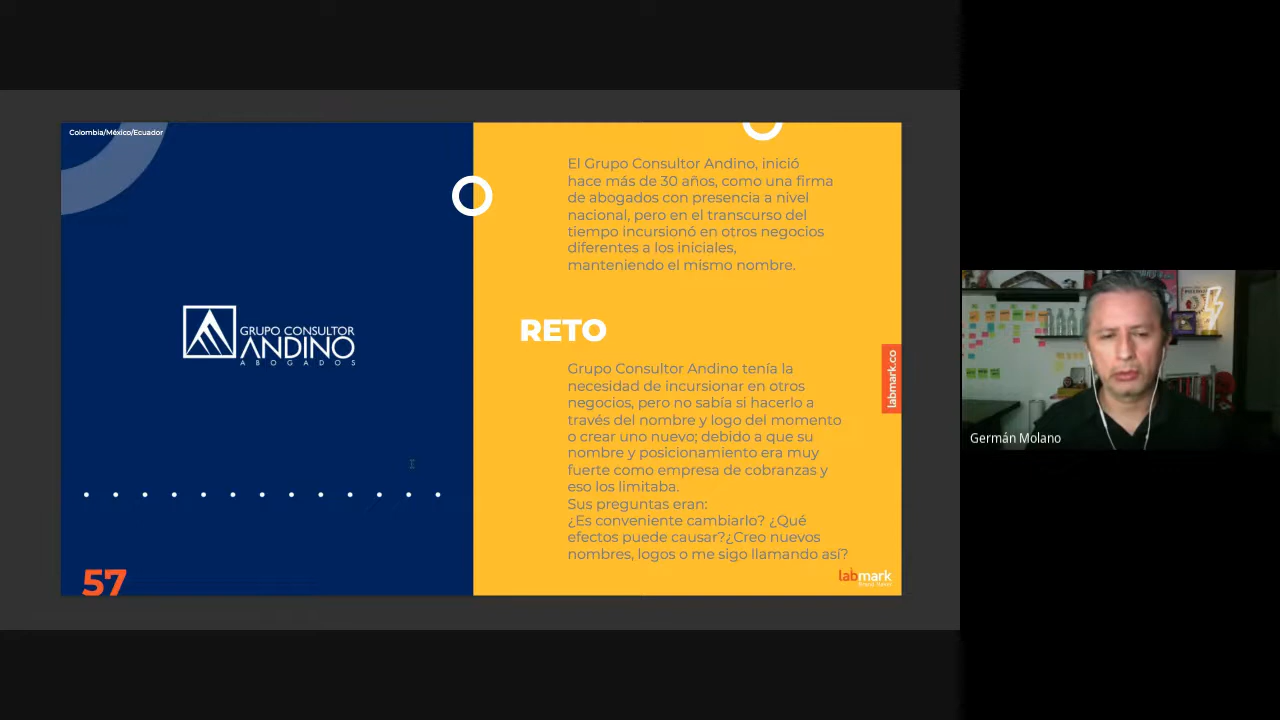 Colombia/México/Ecuador
GRUPO CONSULTOR
ANDINO
ABOGADOS
57
El Grupo Consultor Andino, inició
hace más de 30 años, como una firma
de abogados con presencia a nivel
nacional, pero en el transcurso del
tiempo incursionó en otros negocios
diferentes a los iniciales,
manteniendo el mismo nombre.
RETO
Grupo Consultor Andino tenía la
necesidad de incursionar en otros
negocios, pero no sabía si hacerlo a
través del nombre y logo del momento
o crear uno nuevo; debido a que su
nombre y posicionamiento era muy
fuerte como empresa de cobranzas y
eso los limitaba.
Sus preguntas eran:
¿Es conveniente cambiarlo? ¿Qué
efectos puede causar?¿Creo nuevos
nombres, logos o me sigo llamando así?
labmark.co
labmark
Germán Molano